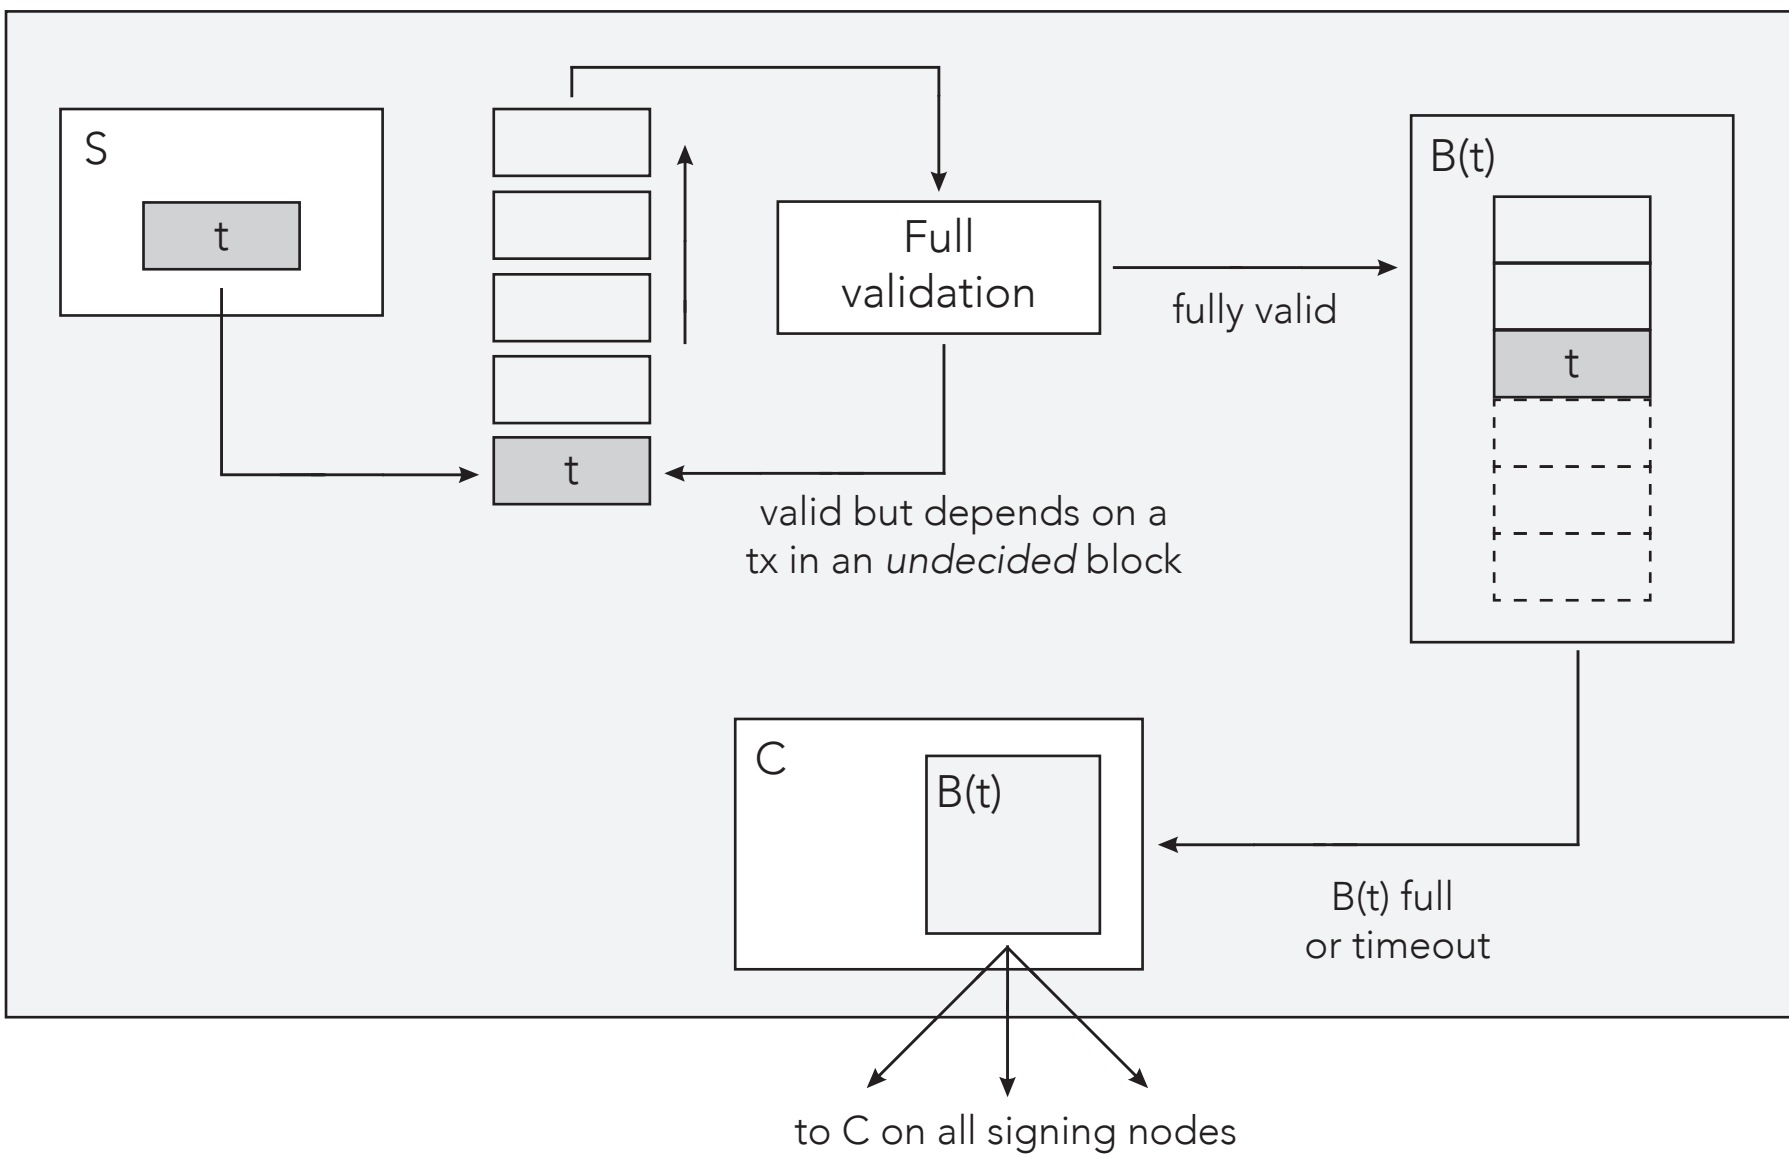 S
t
t
Full
validation
fully valid
valid but depends on a
tx in an undecided block
B(t)
t
C
B(t)
B(t) full
or timeout
to C on all signing nodes